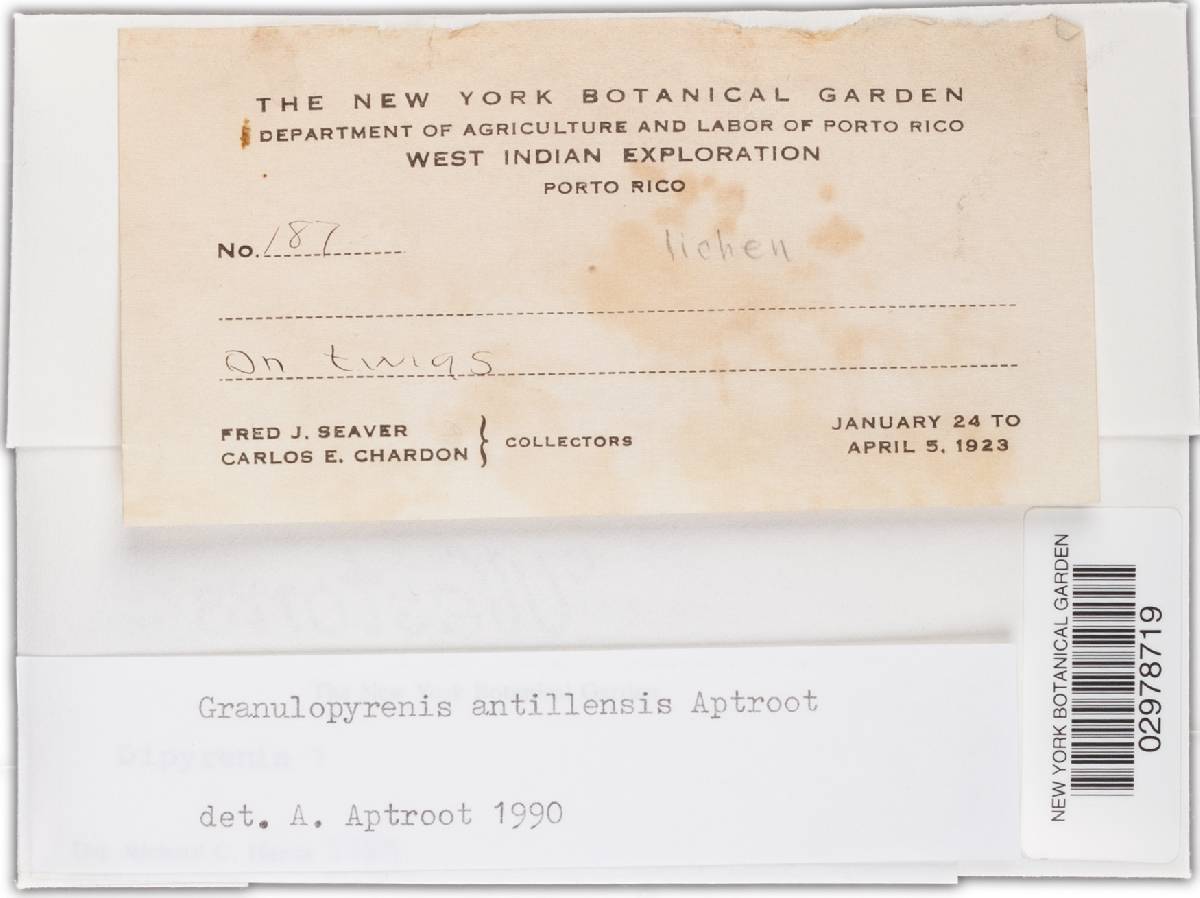 THE NEW YORK BOTANICAL GARDEN
DEPARTMENT OF AGRICULTURE AND LABOR OF PORTO RICO
WEST INDIAN EXPLORATION
PORTO RICO
No. 187
lichen
On twigs
FRED J. SEAVER
CARLOS E. CHARDON } COLLECTORS
JANUARY 24 TO
APRIL 5, 1923
NEW YORK BOTANICAL GARDEN
02978719
Granulopyrenis antillensis Aptroot
Dipyrenis
det. A. Aptroot 1990